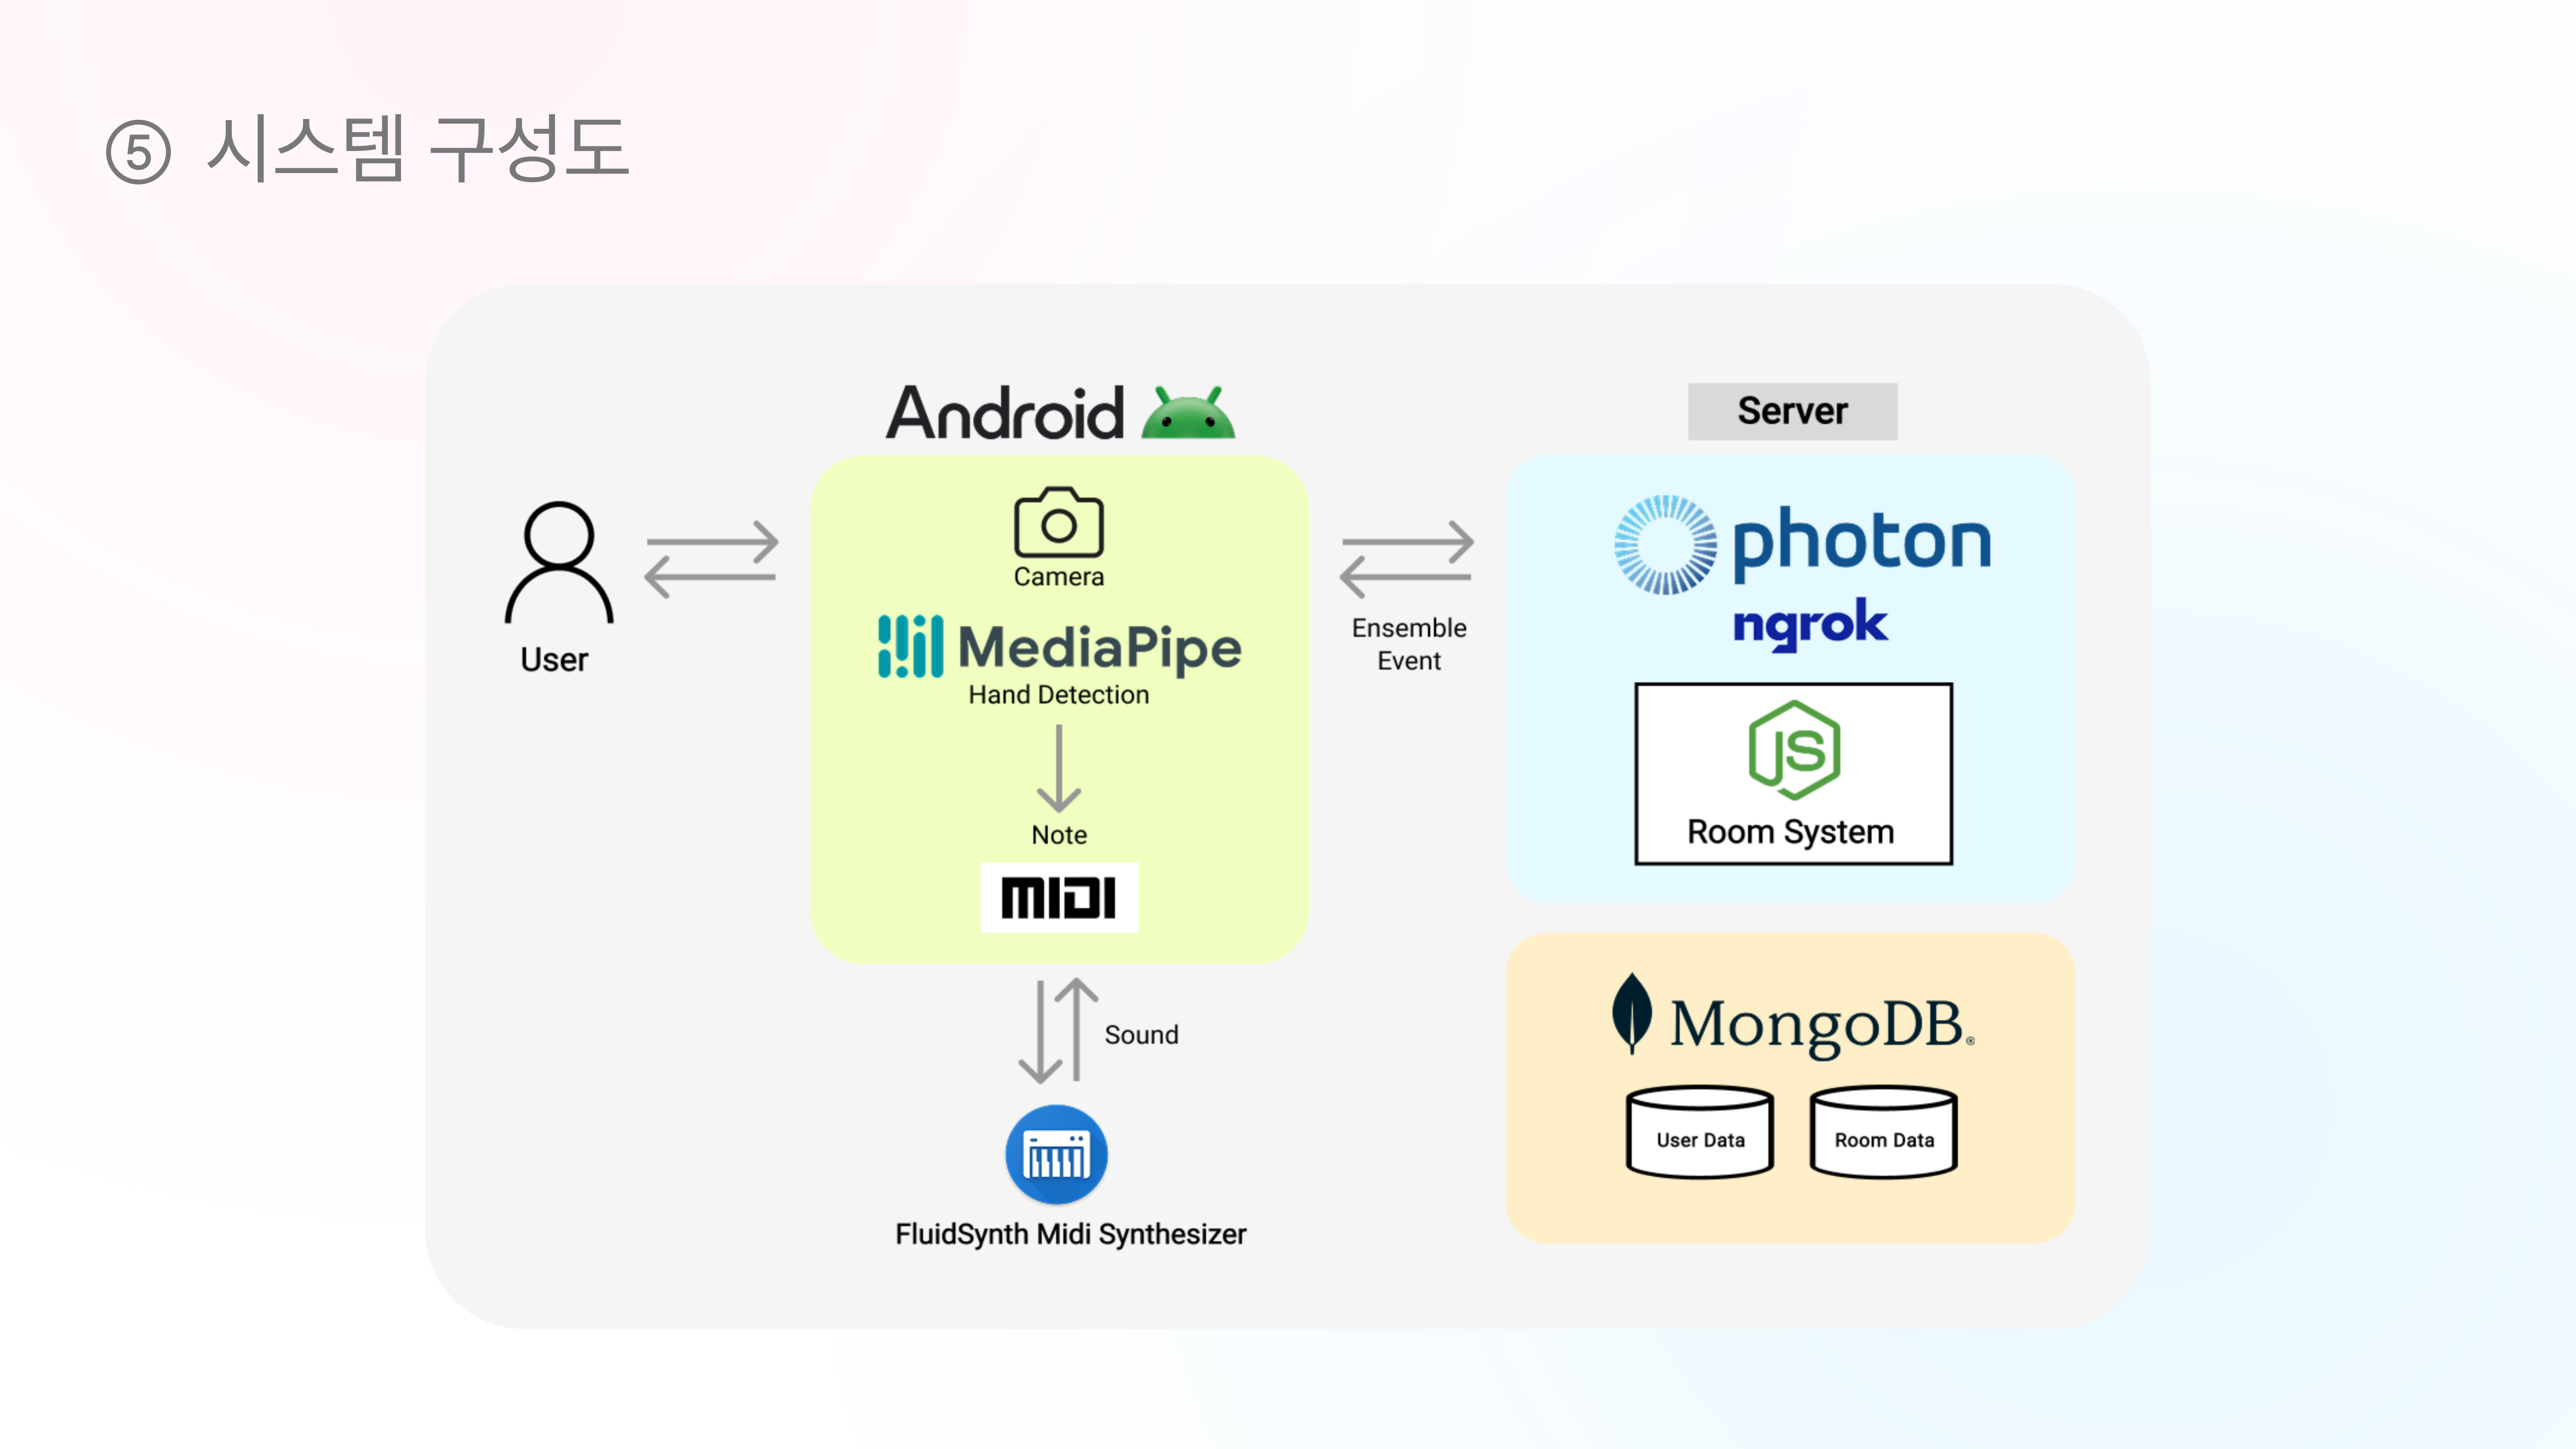 ⑤ 시스템 구성도
Android
Camera
MediaPipe
Hand Detection
Note
MIDI
User
Sound
FluidSynth Midi Synthesizer
Ensemble
Event
Server
photon
ngrok
JS
Room System
MongoDB®
User Data
Room Data